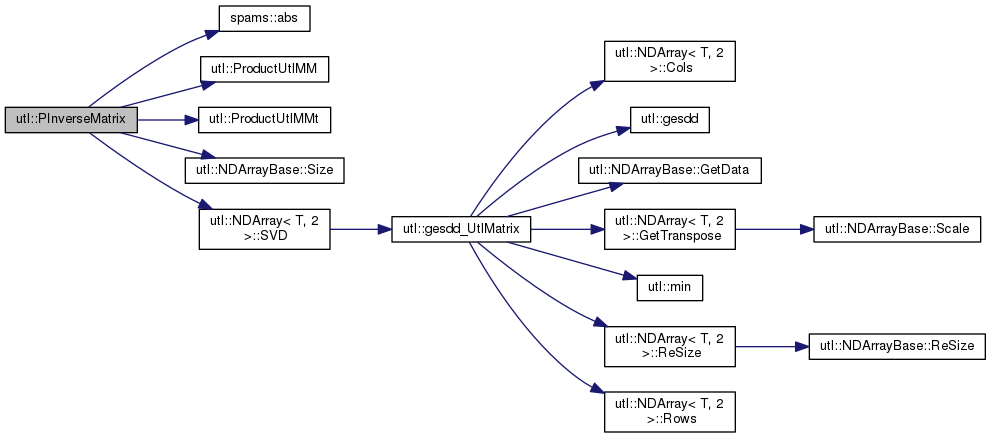 utl::PInverseMatrix
spams::abs
utl::ProductUtlMM
utl::ProductUtlMMt
utl::NDArrayBase::Size
utl::NDArray< T, 2
>::SVD
utl::gesdd_UtlMatrix
utl::NDArray< T, 2
>::Cols
utl::gesdd
utl::NDArrayBase::GetData
utl::NDArray< T, 2
>::GetTranspose
utl::NDArrayBase::Scale
utl::min
utl::NDArray< T, 2
>::ReSize
utl::NDArrayBase::ReSize
utl::NDArray< T, 2
>::Rows